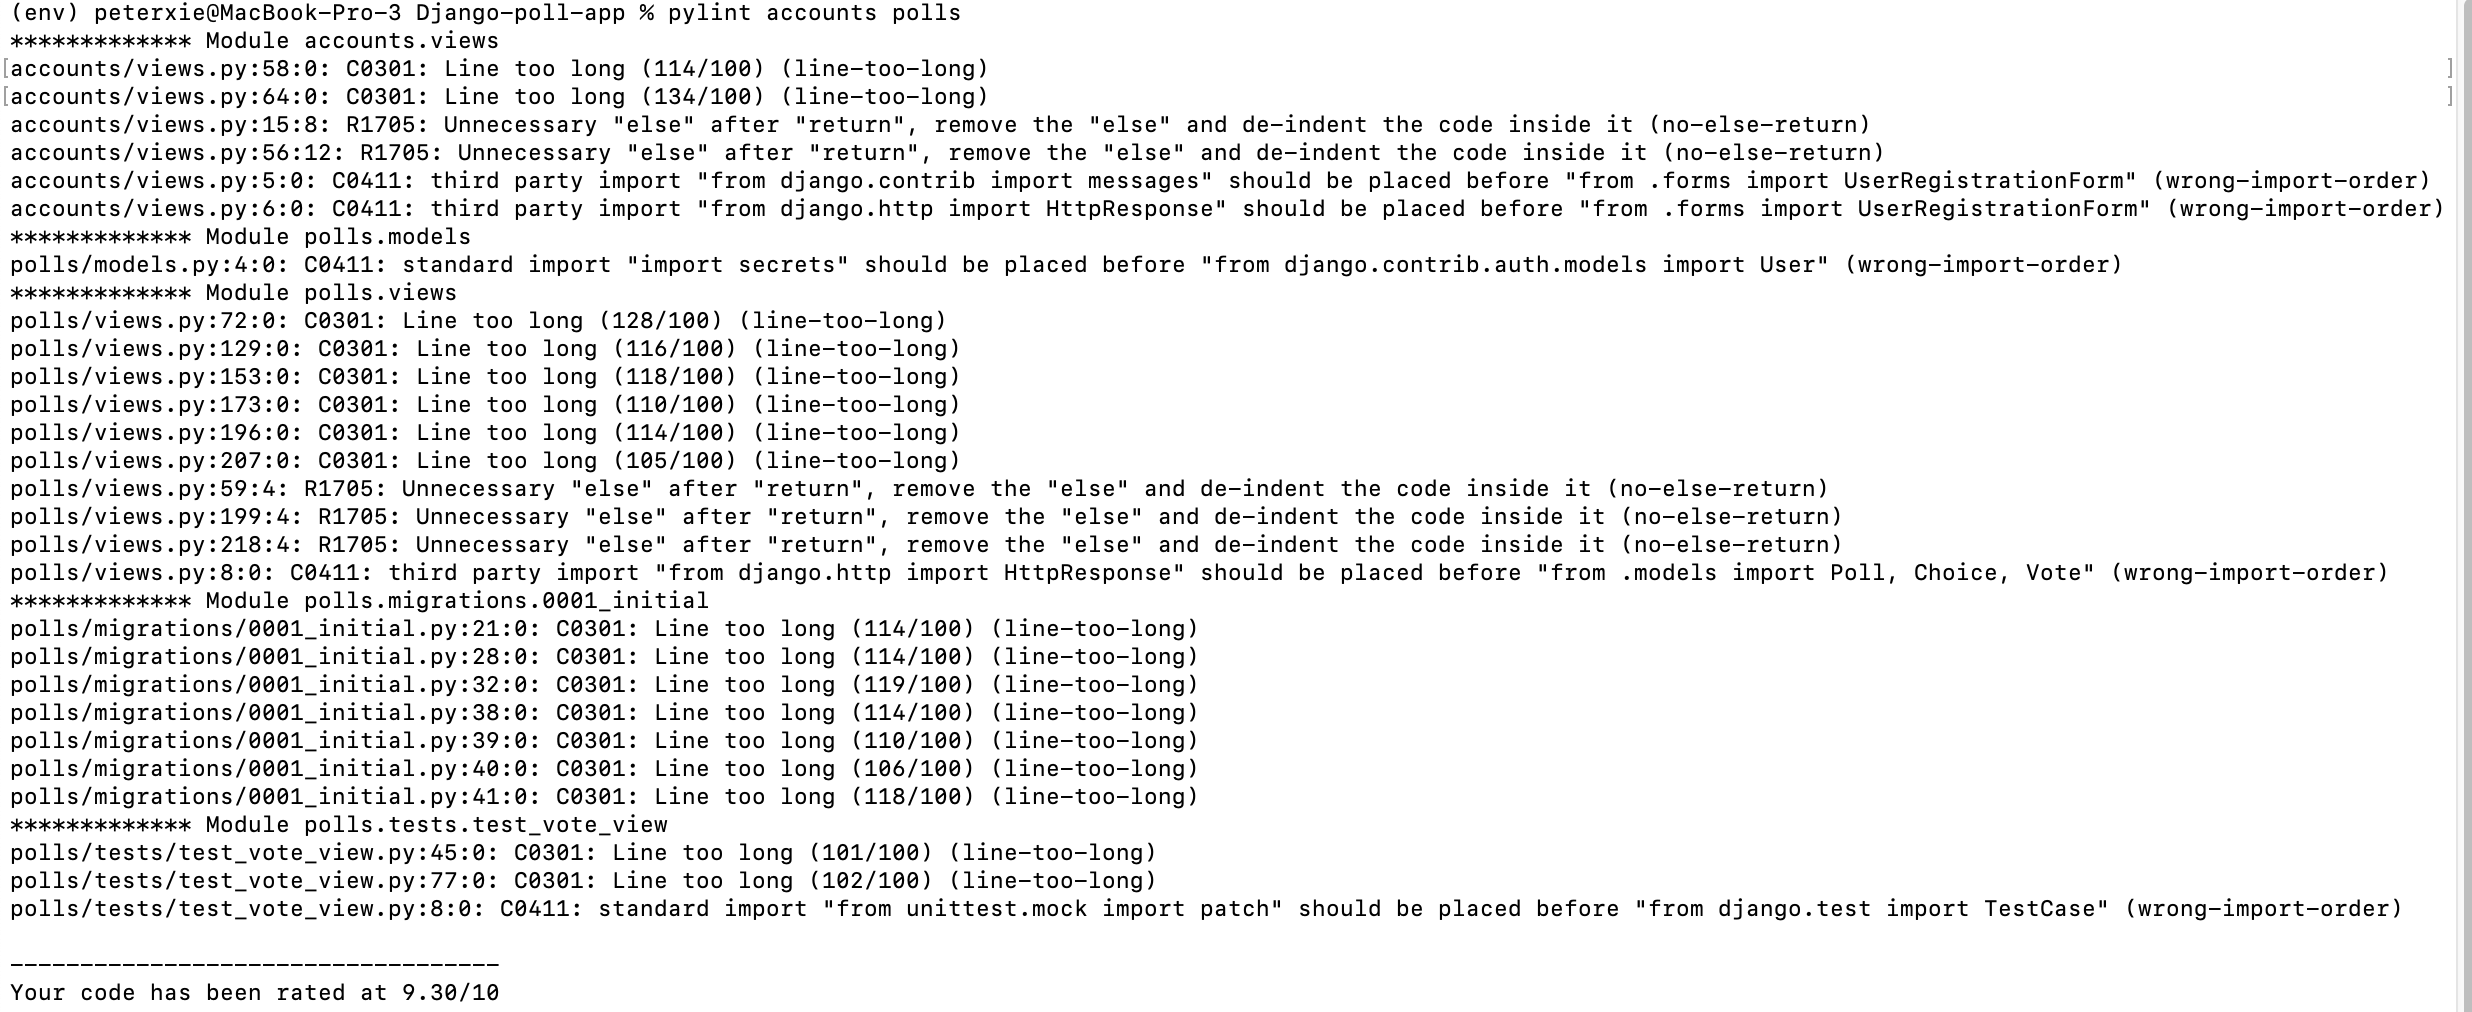 (env) peterxie@MacBook-Pro-3 Django-poll-app % pylint accounts polls
************* Module accounts.views
[accounts/views.py:58:0: C0301: Line too long (114/100) (line-too-long) ]
[accounts/views.py:64:0: C0301: Line too long (134/100) (line-too-long) ]
accounts/views.py:15:8: R1705: Unnecessary "else" after "return", remove the "else" and de-indent the code inside it (no-else-return)
accounts/views.py:56:12: R1705: Unnecessary "else" after "return", remove the "else" and de-indent the code inside it (no-else-return)
accounts/views.py:5:0: C0411: third party import "from django.contrib import messages" should be placed before "from .forms import UserRegistrationForm" (wrong-import-order)
accounts/views.py:6:0: C0411: third party import "from django.http import HttpResponse" should be placed before "from .forms import UserRegistrationForm" (wrong-import-order)
************* Module polls.models
polls/models.py:4:0: C0411: standard import "import secrets" should be placed before "from django.contrib.auth.models import User" (wrong-import-order)
************* Module polls.views
polls/views.py:72:0: C0301: Line too long (128/100) (line-too-long)
polls/views.py:129:0: C0301: Line too long (116/100) (line-too-long)
polls/views.py:153:0: C0301: Line too long (118/100) (line-too-long)
polls/views.py:173:0: C0301: Line too long (110/100) (line-too-long)
polls/views.py:196:0: C0301: Line too long (114/100) (line-too-long)
polls/views.py:207:0: C0301: Line too long (105/100) (line-too-long)
polls/views.py:59:4: R1705: Unnecessary "else" after "return", remove the "else" and de-indent the code inside it (no-else-return)
polls/views.py:199:4: R1705: Unnecessary "else" after "return", remove the "else" and de-indent the code inside it (no-else-return)
polls/views.py:218:4: R1705: Unnecessary "else" after "return", remove the "else" and de-indent the code inside it (no-else-return)
polls/views.py:8:0: C0411: third party import "from django.http import HttpResponse" should be placed before "from .models import Poll, Choice, Vote" (wrong-import-order)
************* Module polls.migrations.0001_initial
polls/migrations/0001_initial.py:21:0: C0301: Line too long (114/100) (line-too-long)
polls/migrations/0001_initial.py:28:0: C0301: Line too long (114/100) (line-too-long)
polls/migrations/0001_initial.py:32:0: C0301: Line too long (119/100) (line-too-long)
polls/migrations/0001_initial.py:38:0: C0301: Line too long (114/100) (line-too-long)
polls/migrations/0001_initial.py:39:0: C0301: Line too long (110/100) (line-too-long)
polls/migrations/0001_initial.py:40:0: C0301: Line too long (106/100) (line-too-long)
polls/migrations/0001_initial.py:41:0: C0301: Line too long (118/100) (line-too-long)
************* Module polls.tests.test_vote_view
polls/tests/test_vote_view.py:45:0: C0301: Line too long (101/100) (line-too-long)
polls/tests/test_vote_view.py:77:0: C0301: Line too long (102/100) (line-too-long)
polls/tests/test_vote_view.py:8:0: C0411: standard import "from unittest.mock import patch" should be placed before "from django.test import TestCase" (wrong-import-order)
-----------------------------------
Your code has been rated at 9.30/10